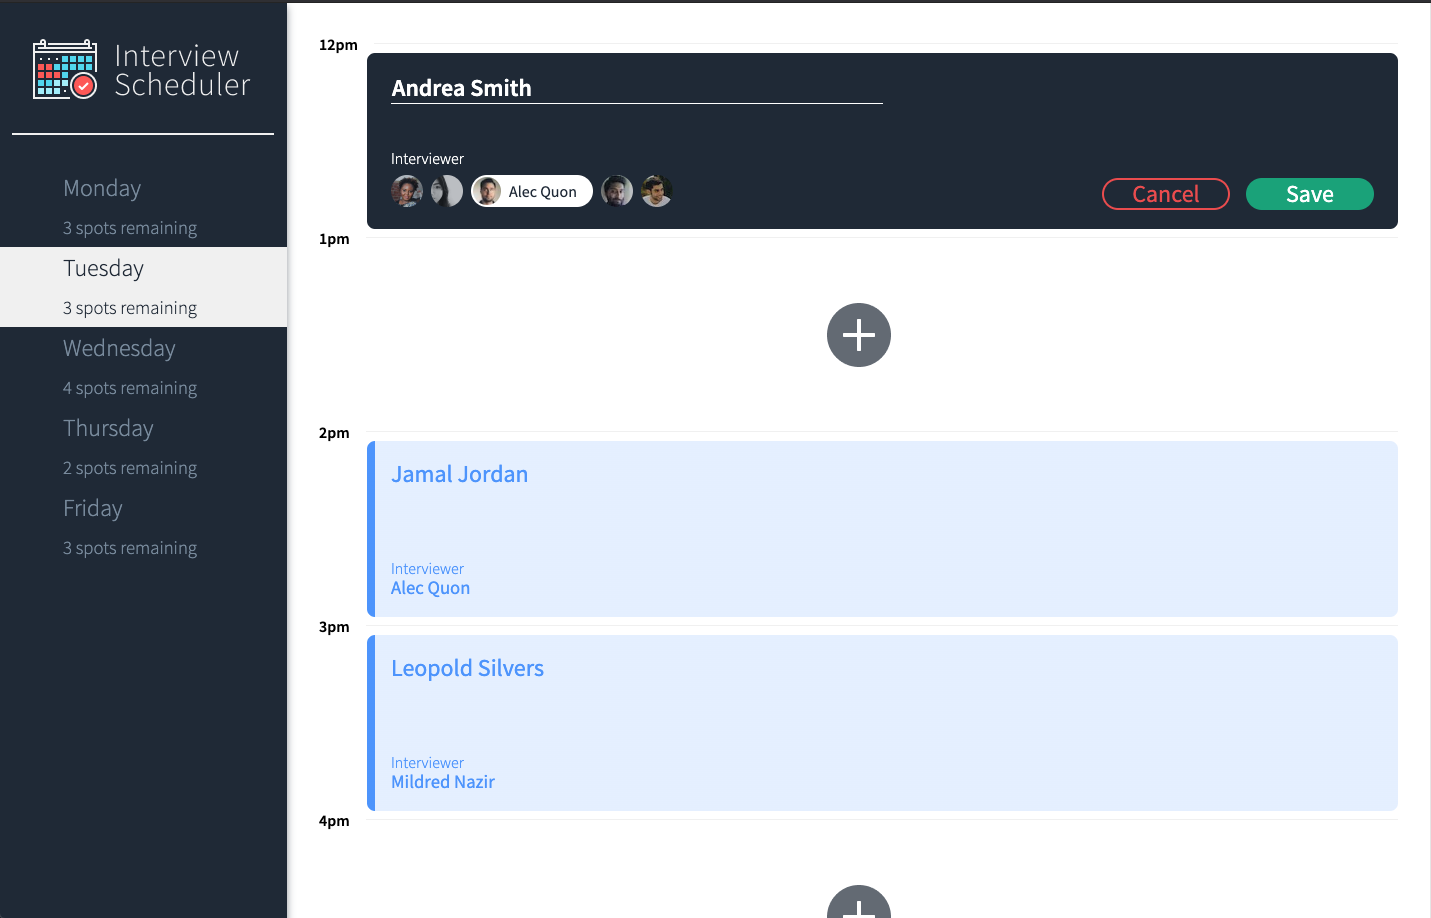 Interview
Scheduler
Monday
3 spots remaining
Tuesday
3 spots remaining
Wednesday
4 spots remaining
Thursday
2 spots remaining
Friday
3 spots remaining
12pm
Andrea Smith
Interviewer
Alec Quon
Cancel
Save
1pm
2pm
Jamal Jordan
Interviewer
Alec Quon
3pm
Leopold Silvers
Interviewer
Mildred Nazir
4pm